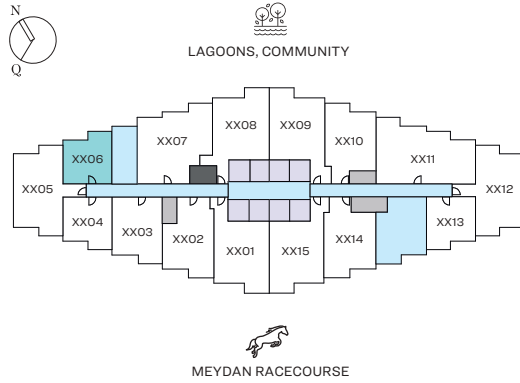 N
Q
LAGOONS, COMMUNITY
XX08
XX09
XX07
XX10
XX06
XX11
XX05
XX12
XX04
XX03
XX02
XX01
XX15
XX14
XX13
MEYDAN RACECOURSE